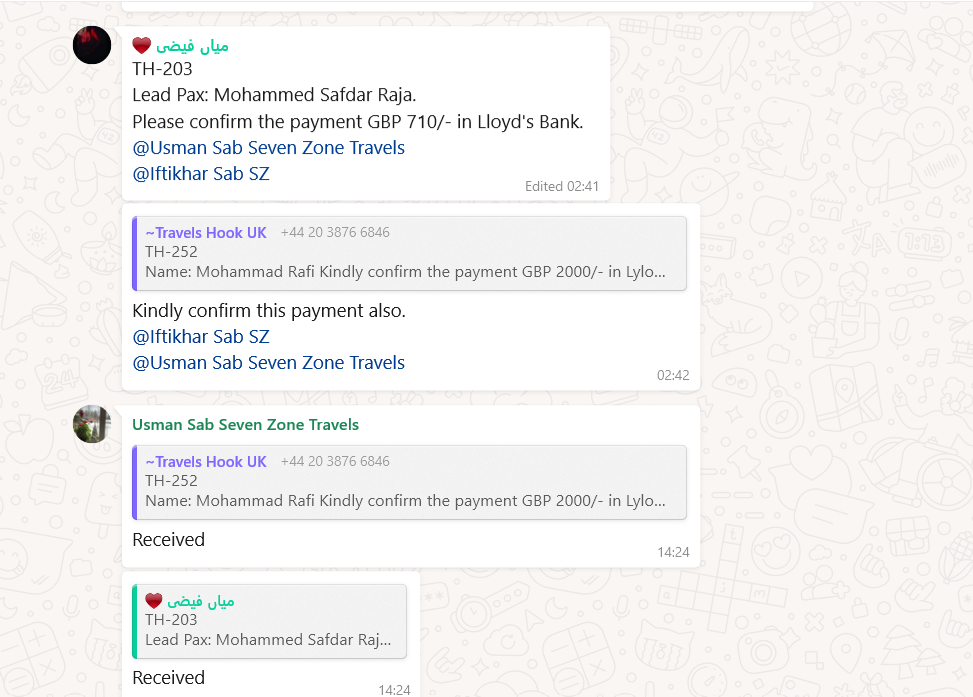 میاں فیضی
TH-203
Lead Pax: Mohammed Safdar Raja.
Please confirm the payment GBP 710/- in Lloyd's Bank.
@Usman Sab Seven Zone Travels
@Iftikhar Sab SZ
Edited 02:41
~Travels Hook UK +44 20 3876 6846
TH-252
Name: Mohammad Rafi Kindly confirm the payment GBP 2000/- in Lylo...
Kindly confirm this payment also.
@Iftikhar Sab SZ
@Usman Sab Seven Zone Travels
02:42
Usman Sab Seven Zone Travels
~Travels Hook UK +44 20 3876 6846
TH-252
Name: Mohammad Rafi Kindly confirm the payment GBP 2000/- in Lylo...
Received
14:24
میاں فیضی
TH-203
Lead Pax: Mohammed Safdar Raj...
Received
14:24